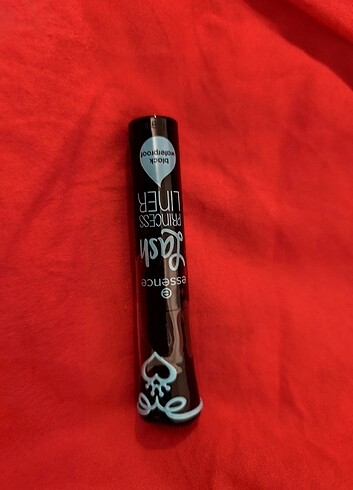 essence
Lash
PRINCESS
LINER
black
waterproof